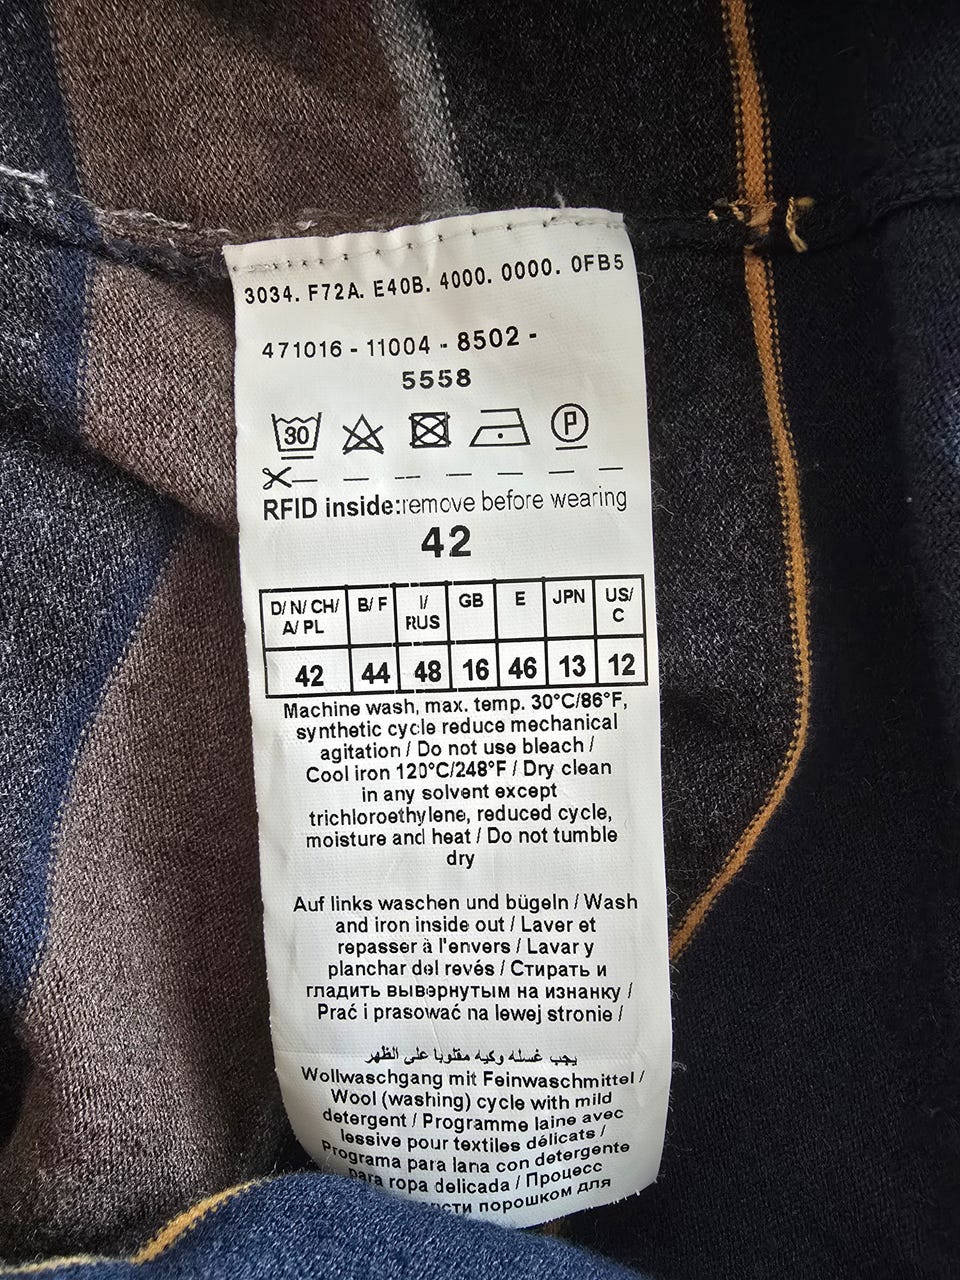 3034. F72A. E40B. 4000. 0000. 0FB5
471016 - 11004 - 8502 -
5558
30 P
RFID inside:remove before wearing
42
D/ N/ CH/ A/ PL B/ F I/ RUS GB E JPN US/ C
42 44 48 16 46 13 12
Machine wash, max. temp. 30°C/86°F,
synthetic cycle reduce mechanical
agitation / Do not use bleach /
Cool iron 120°C/248°F / Dry clean
in any solvent except
trichloroethylene, reduced cycle,
moisture and heat / Do not tumble
dry
Auf links waschen und bügeln / Wash
and iron inside out / Laver et
repasser à l'envers / Lavar y
planchar del revés / Стирать и
гладить вывэрнутым на изнанку /
Prać i prasować na lewej stronie /
يجب غسله وكيه مقلوبا على الظهر
Wollwaschgang mit Feinwaschmittel /
Wool (washing) cycle with mild
detergent / Programme laine avec
lessive pour textiles délicats /
Programa para lana con detergente
para ropa delicada / Процесс
порошком для